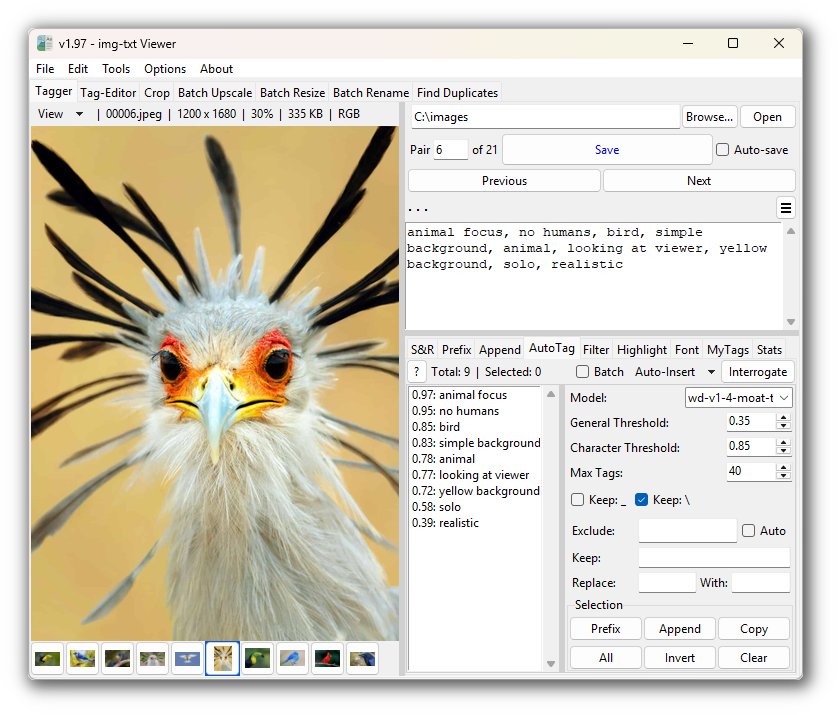 v1.97 - img-txt Viewer
File Edit Tools Options About
Tagger Tag-Editor Crop Batch Upscale Batch Resize Batch Rename Find Duplicates
View | 00006.jpeg | 1200 x 1680 | 30% | 335 KB | RGB
C:\images Browse... Open
Pair 6 of 21 Save Auto-save
Previous Next
...
animal focus, no humans, bird, simple
background, animal, looking at viewer, yellow
background, solo, realistic
S&R Prefix Append AutoTag Filter Highlight Font MyTags Stats
? Total: 9 | Selected: 0 Batch Auto-Insert Interrogate
0.97: animal focus
0.95: no humans
0.85: bird
0.83: simple background
0.78: animal
0.77: looking at viewer
0.72: yellow background
0.58: solo
0.39: realistic
Model: wd-v1-4-moat-t
General Threshold: 0.35
Character Threshold: 0.85
Max Tags: 40
Keep: _ Keep: \
Exclude: Auto
Keep:
Replace: With:
Selection
Prefix Append Copy
All Invert Clear